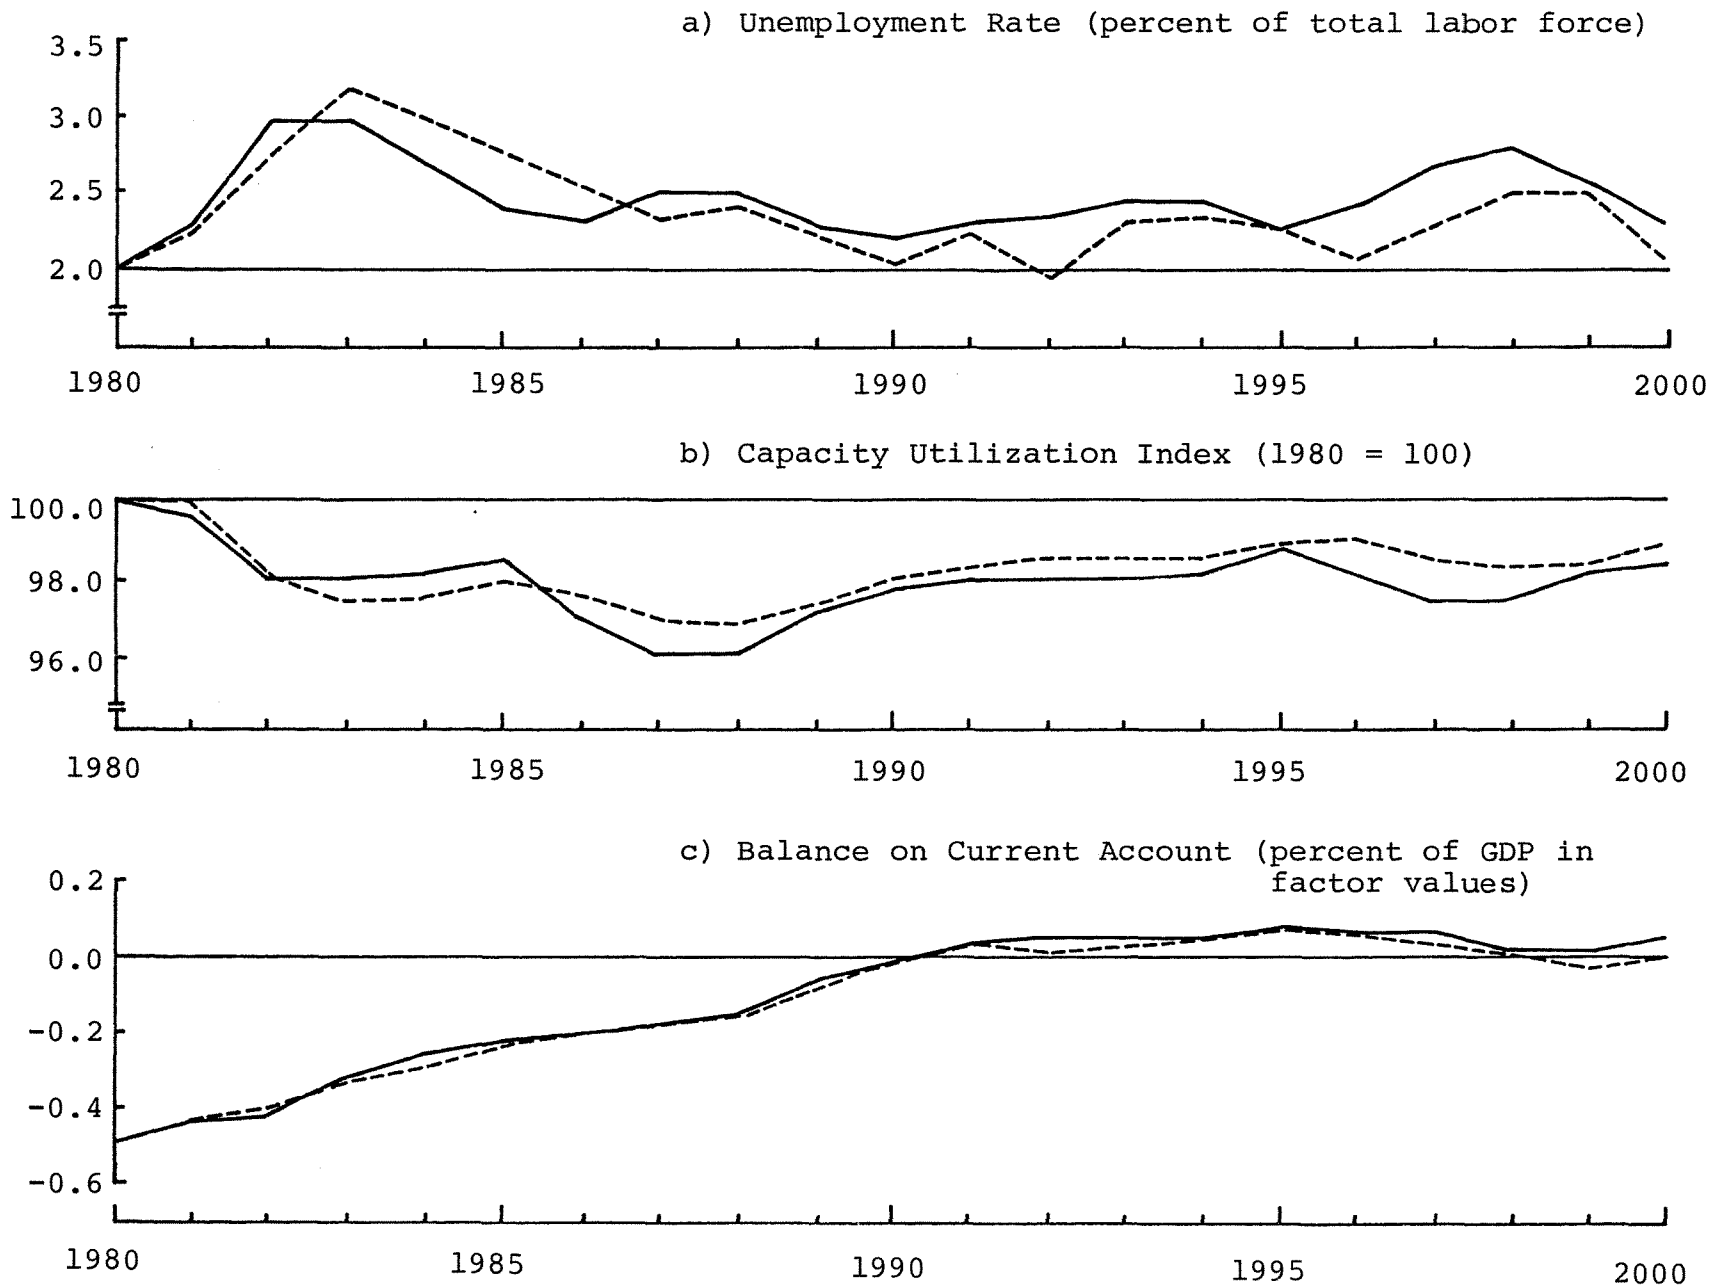 a) Unemployment Rate (percent of total labor force)
3.5
3.0
2.5
2.0
1980 1985 1990 1995 2000
b) Capacity Utilization Index (1980 = 100)
100.0
98.0
96.0
1980 1985 1990 1995 2000
c) Balance on Current Account (percent of GDP in
factor values)
0.2
0.0
-0.2
-0.4
-0.6
1980 1985 1990 1995 2000